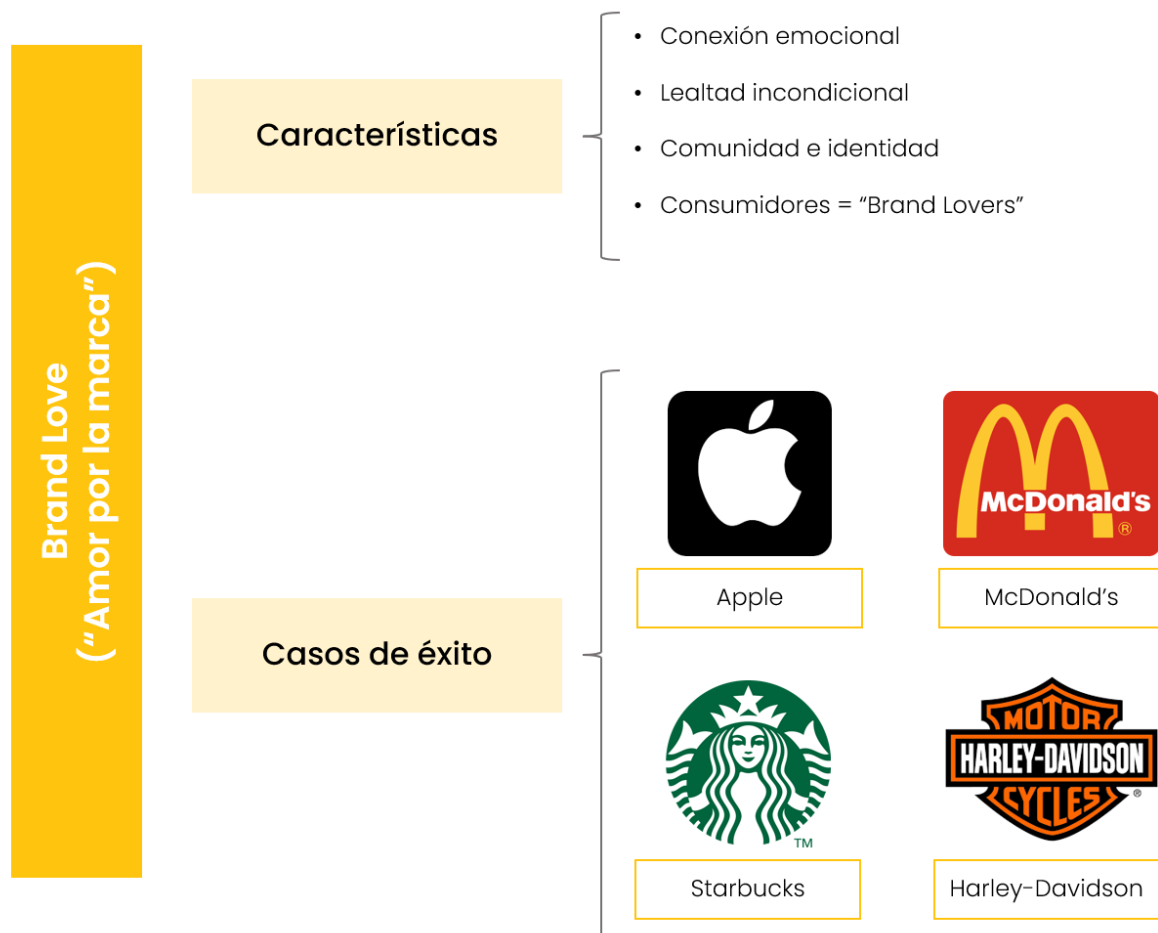 Brand Love
(“Amor por la marca”)
Características
• Conexión emocional
• Lealtad incondicional
• Comunidad e identidad
• Consumidores = “Brand Lovers”
Casos de éxito
McDonald's
®
Apple
McDonald’s
TM
MOTOR
HARLEY-DAVIDSON
CYCLES
®
Starbucks
Harley-Davidson